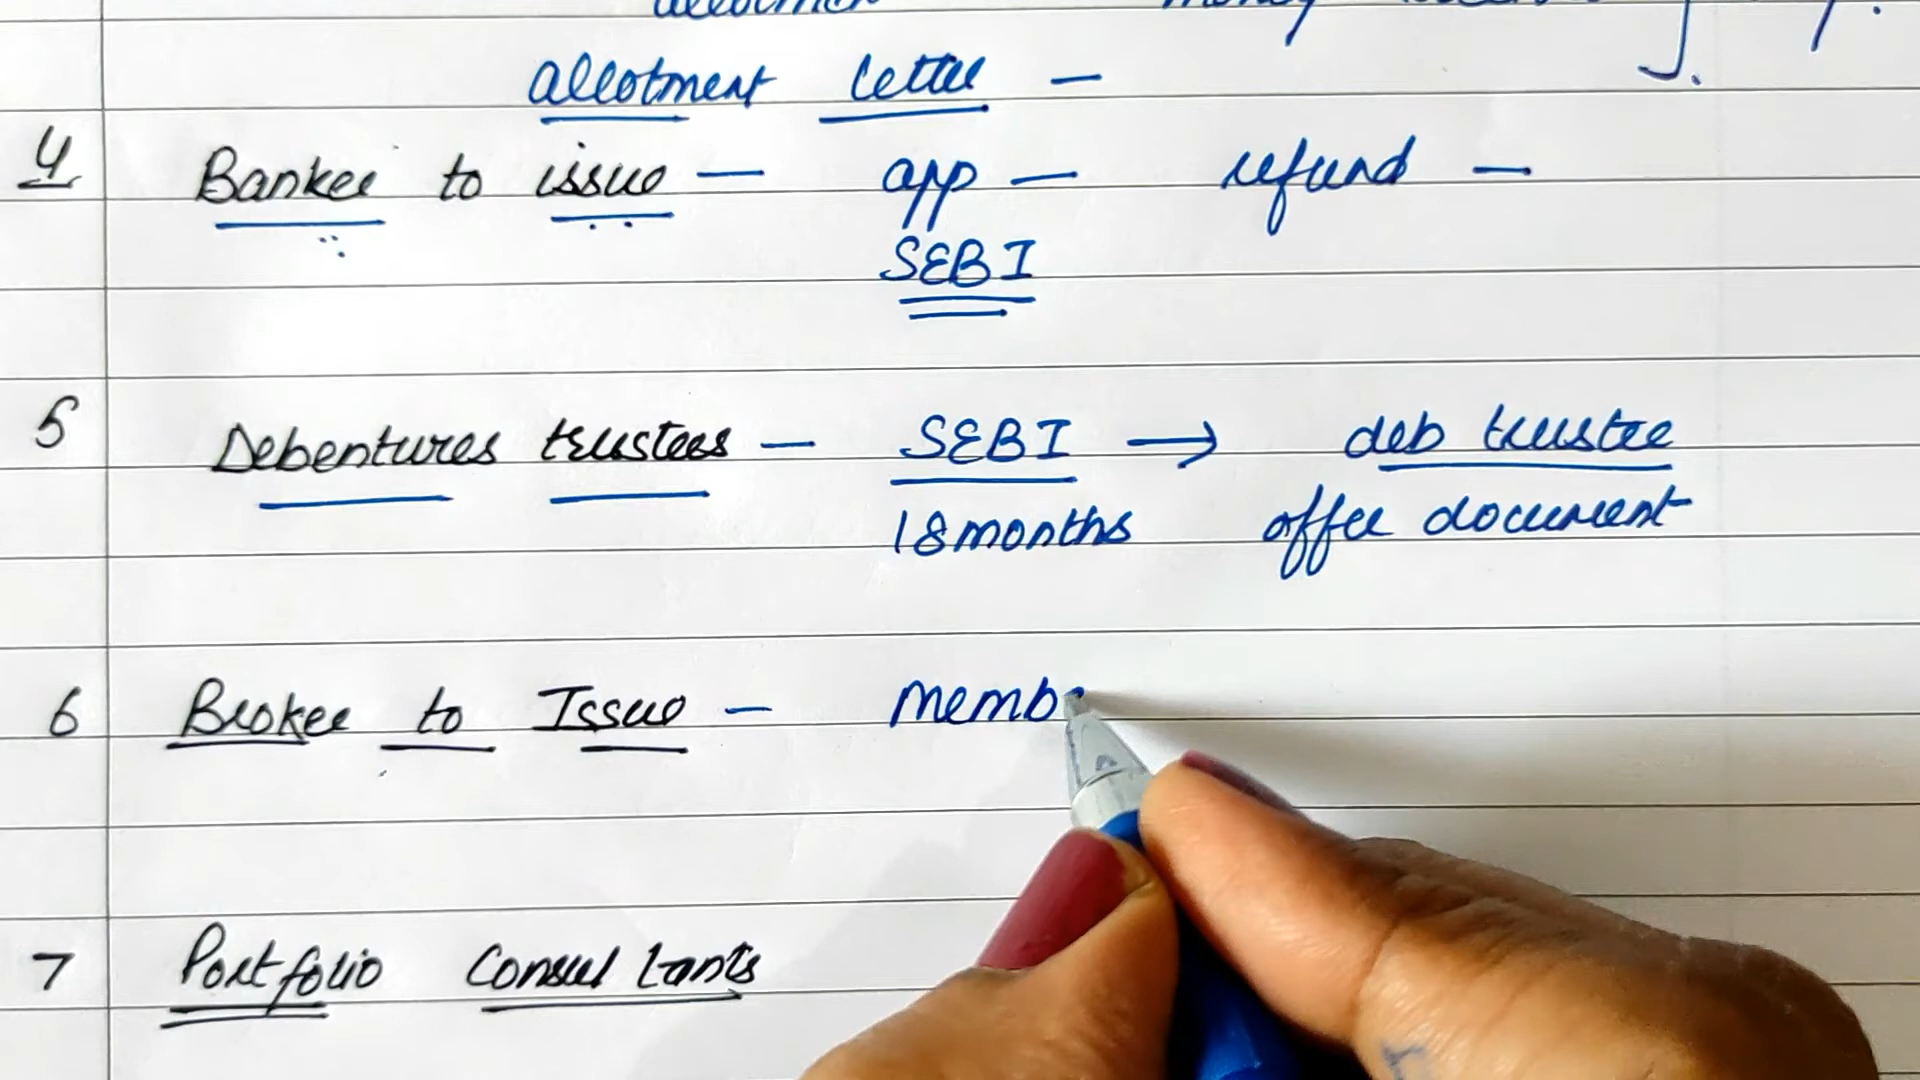 allotment letter —
4 Banker to issue — app — refund —
SEBI
5 Debentures trustees — SEBI → deb trustee
18 months offer document
6 Broker to Issue — memb
7 Portfolio Consultants